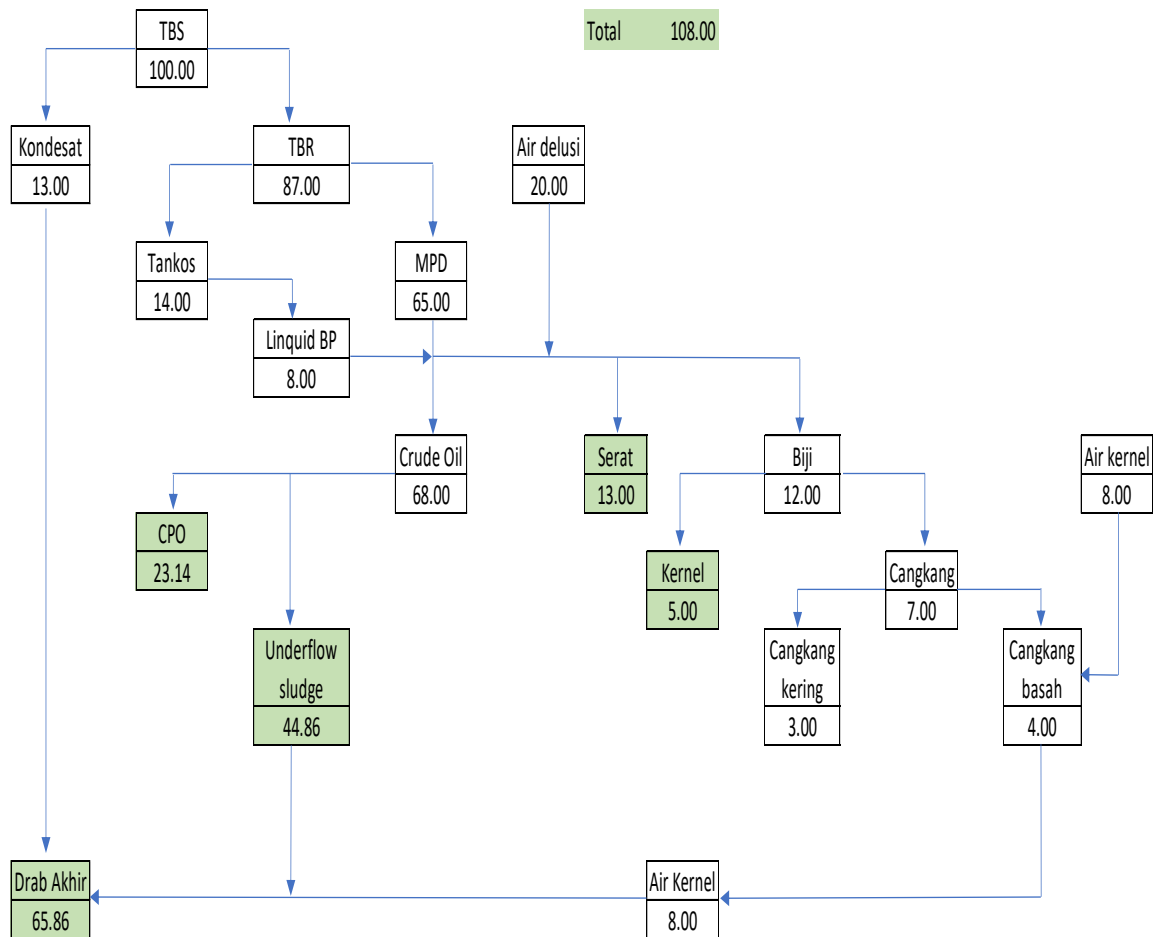 TBS
100.00
Total 108.00
Kondesat
13.00
TBR
87.00
Air delusi
20.00
Tankos
14.00
MPD
65.00
Linquid BP
8.00
Crude Oil
68.00
Serat
13.00
Biji
12.00
Air kernel
8.00
CPO
23.14
Kernel
5.00
Cangkang
7.00
Underflow
sludge
44.86
Cangkang
kering
3.00
Cangkang
basah
4.00
Drab Akhir
65.86
Air Kernel
8.00